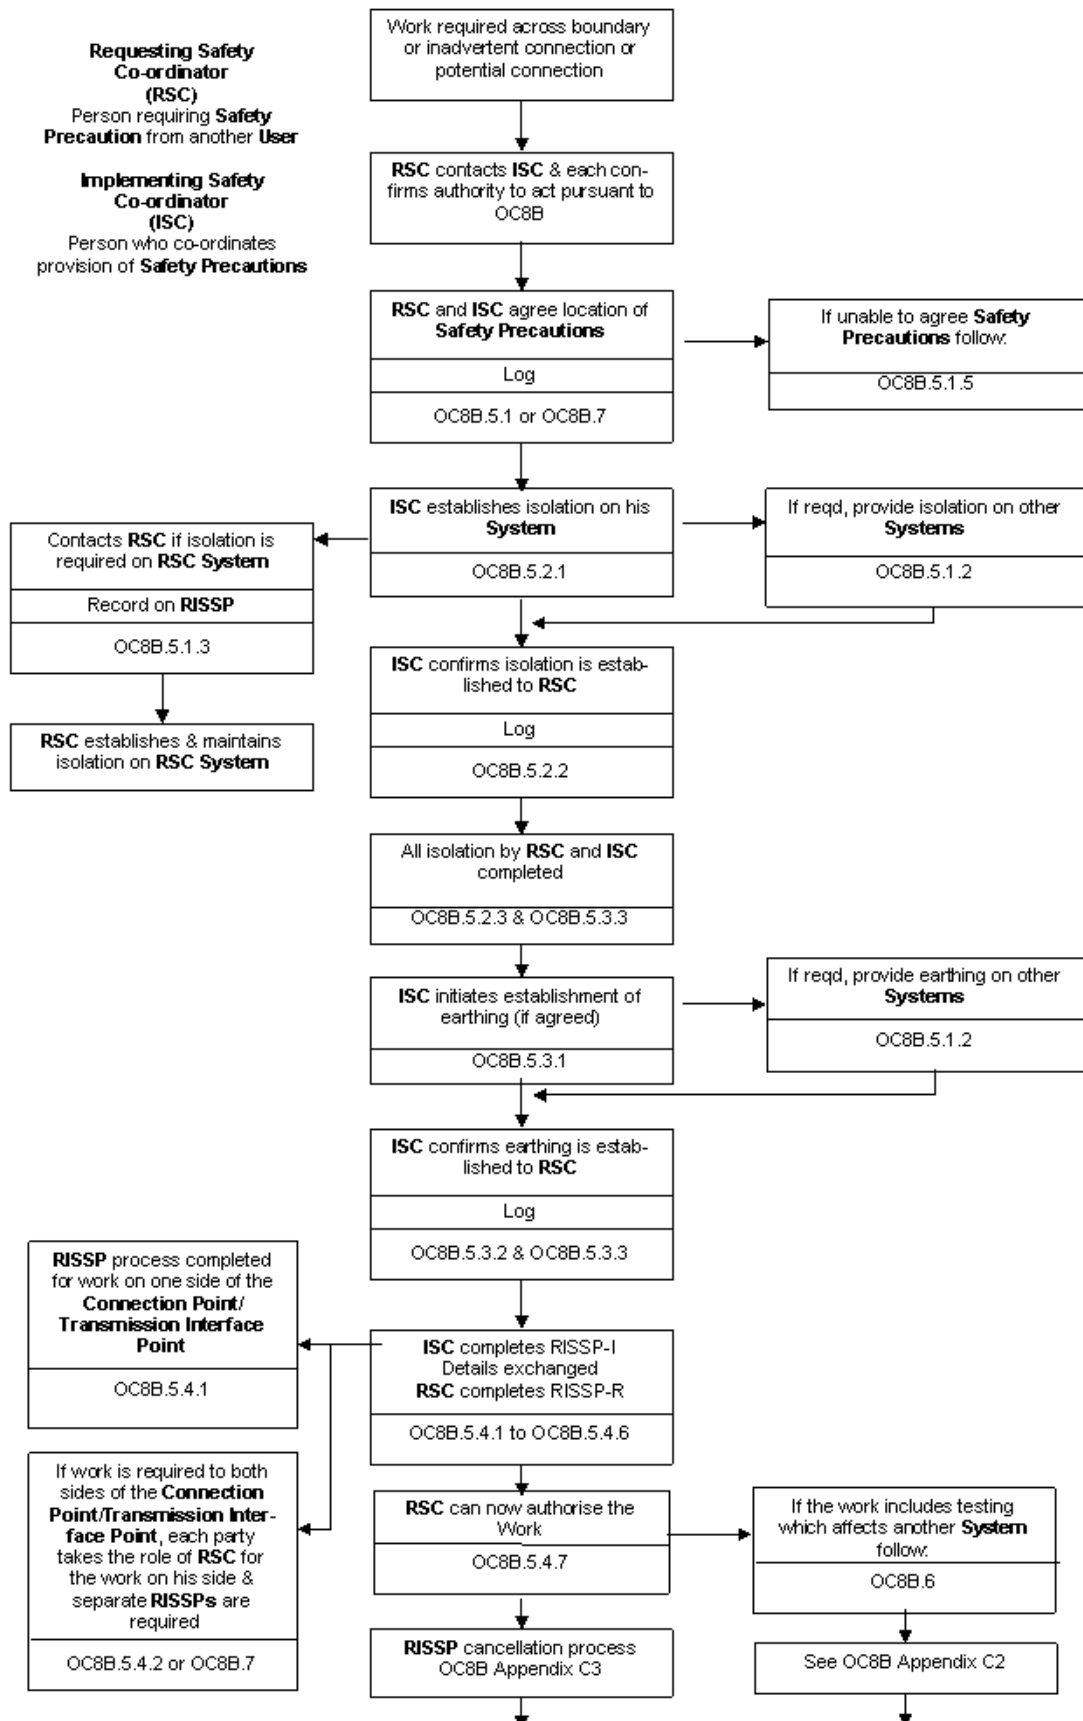 Requesting Safety
Co-ordinator
(RSC)
Person requiring Safety
Precaution from another User
Implementing Safety
Co-ordinator
(ISC)
Person who co-ordinates
provision of Safety Precautions
Work required across boundary
or inadvertent connection or
potential connection
RSC contacts ISC & each con-
firms authority to act pursuant to
OC8B
RSC and ISC agree location of
Safety Precautions
Log
OC8B.5.1 or OC8B.7
If unable to agree Safety
Precautions follow:
OC8B.5.1.5
ISC establishes isolation on his
System
OC8B.5.2.1
If reqd, provide isolation on other
Systems
OC8B.5.1.2
Contacts RSC if isolation is
required on RSC System
Record on RISSP
OC8B.5.1.3
RSC establishes & maintains
isolation on RSC System
ISC confirms isolation is estab-
lished to RSC
Log
OC8B.5.2.2
All isolation by RSC and ISC
completed
OC8B.5.2.3 & OC8B.5.3.3
ISC initiates establishment of
earthing (if agreed)
OC8B.5.3.1
If reqd, provide earthing on other
Systems
OC8B.5.1.2
ISC confirms earthing is estab-
lished to RSC
Log
OC8B.5.3.2 & OC8B.5.3.3
RISSP process completed
for work on one side of the
Connection Point/
Transmission Interface
Point
OC8B.5.4.1
ISC completes RISSP-I
Details exchanged
RSC completes RISSP-R
OC8B.5.4.1 to OC8B.5.4.6
If work is required to both
sides of the Connection
Point/Transmission Inter-
face Point, each party
takes the role of RSC for
the work on his side &
separate RISSPs are
required
OC8B.5.4.2 or OC8B.7
RSC can now authorise the
Work
OC8B.5.4.7
If the work includes testing
which affects another System
follow:
OC8B.6
RISSP cancellation process
OC8B Appendix C3
See OC8B Appendix C2